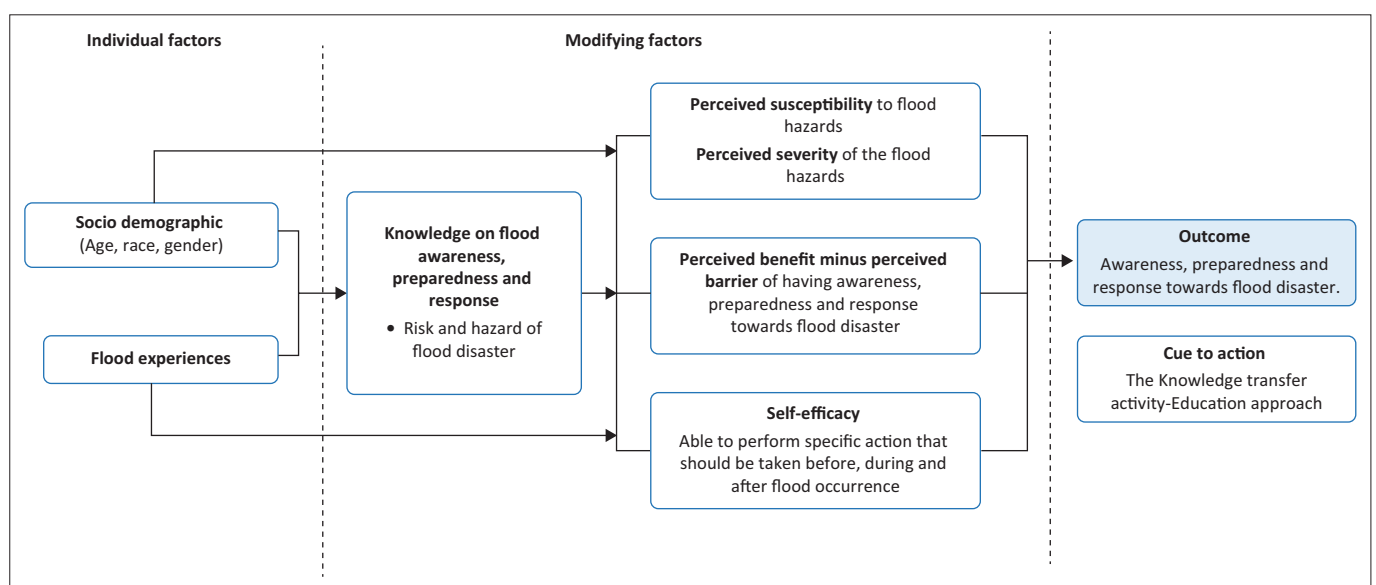 Individual factors
Modifying factors
Socio demographic
(Age, race, gender)
Flood experiences
Knowledge on flood
awareness,
preparedness and
response
• Risk and hazard of
flood disaster
Perceived susceptibility to flood
hazards
Perceived severity of the flood
hazards
Perceived benefit minus perceived
barrier of having awareness,
preparedness and response
towards flood disaster
Self-efficacy
Able to perform specific action that
should be taken before, during and
after flood occurrence
Outcome
Awareness, preparedness and
response towards flood disaster.
Cue to action
The Knowledge transfer
activity-Education approach